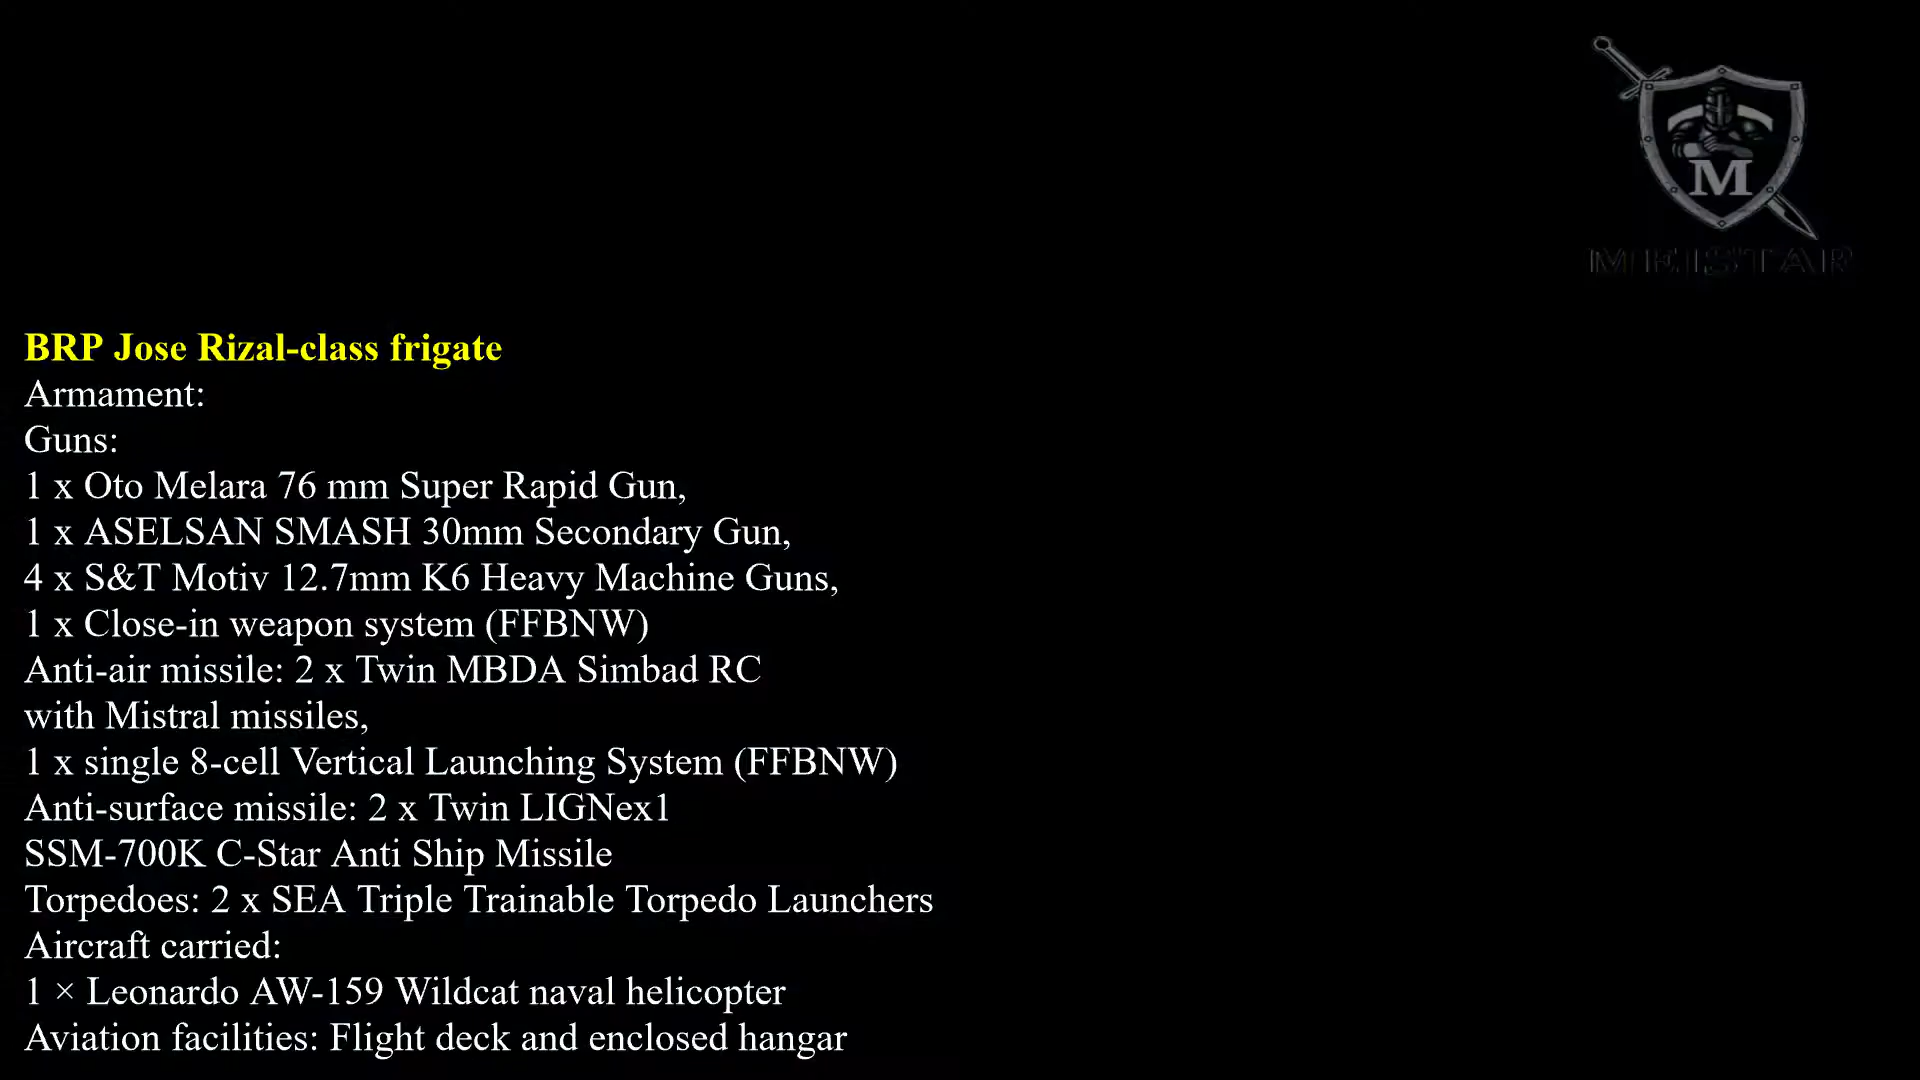 M
MEISTAR
BRP Jose Rizal-class frigate
Armament:
Guns:
1 x Oto Melara 76 mm Super Rapid Gun,
1 x ASELSAN SMASH 30mm Secondary Gun,
4 x S&T Motiv 12.7mm K6 Heavy Machine Guns,
1 x Close-in weapon system (FFBNW)
Anti-air missile: 2 x Twin MBDA Simbad RC
with Mistral missiles,
1 x single 8-cell Vertical Launching System (FFBNW)
Anti-surface missile: 2 x Twin LIGNex1
SSM-700K C-Star Anti Ship Missile
Torpedoes: 2 x SEA Triple Trainable Torpedo Launchers
Aircraft carried:
1 × Leonardo AW-159 Wildcat naval helicopter
Aviation facilities: Flight deck and enclosed hangar